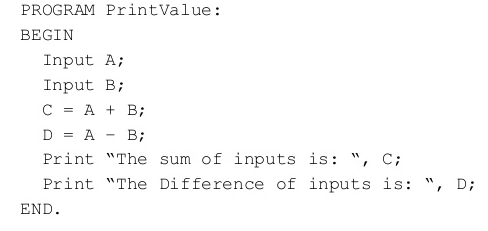 PROGRAM PrintValue:
BEGIN
Input A;
Input B;
C = A + B;
D = A − B;
Print “The sum of inputs is: “, C;
Print “The Difference of inputs is: “, D;
END.